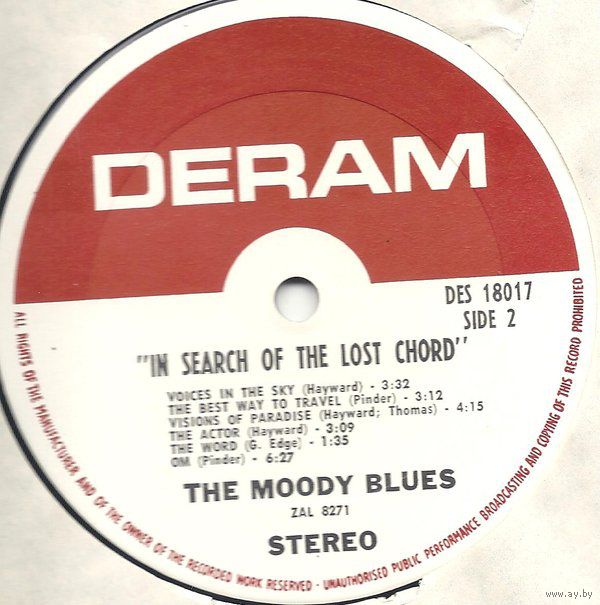 DERAM
DES 18017
SIDE 2
"IN SEARCH OF THE LOST CHORD"
VOICES IN THE SKY (Hayward) - 3:32
THE BEST WAY TO TRAVEL (Pinder) - 3:12
VISIONS OF PARADISE (Hayward; Thomas) - 4:15
THE ACTOR (Hayward) - 3:09
THE WORD (G. Edge) - 1:35
OM (Pinder) - 6:27
THE MOODY BLUES
ZAL 8271
STEREO
ALL RIGHTS OF THE MANUFACTURER AND OF THE OWNER OF THE RECORDED WORK RESERVED - UNAUTHORISED PUBLIC PERFORMANCE BROADCASTING AND COPYING OF THIS RECORD PROHIBITED
www.ay.by